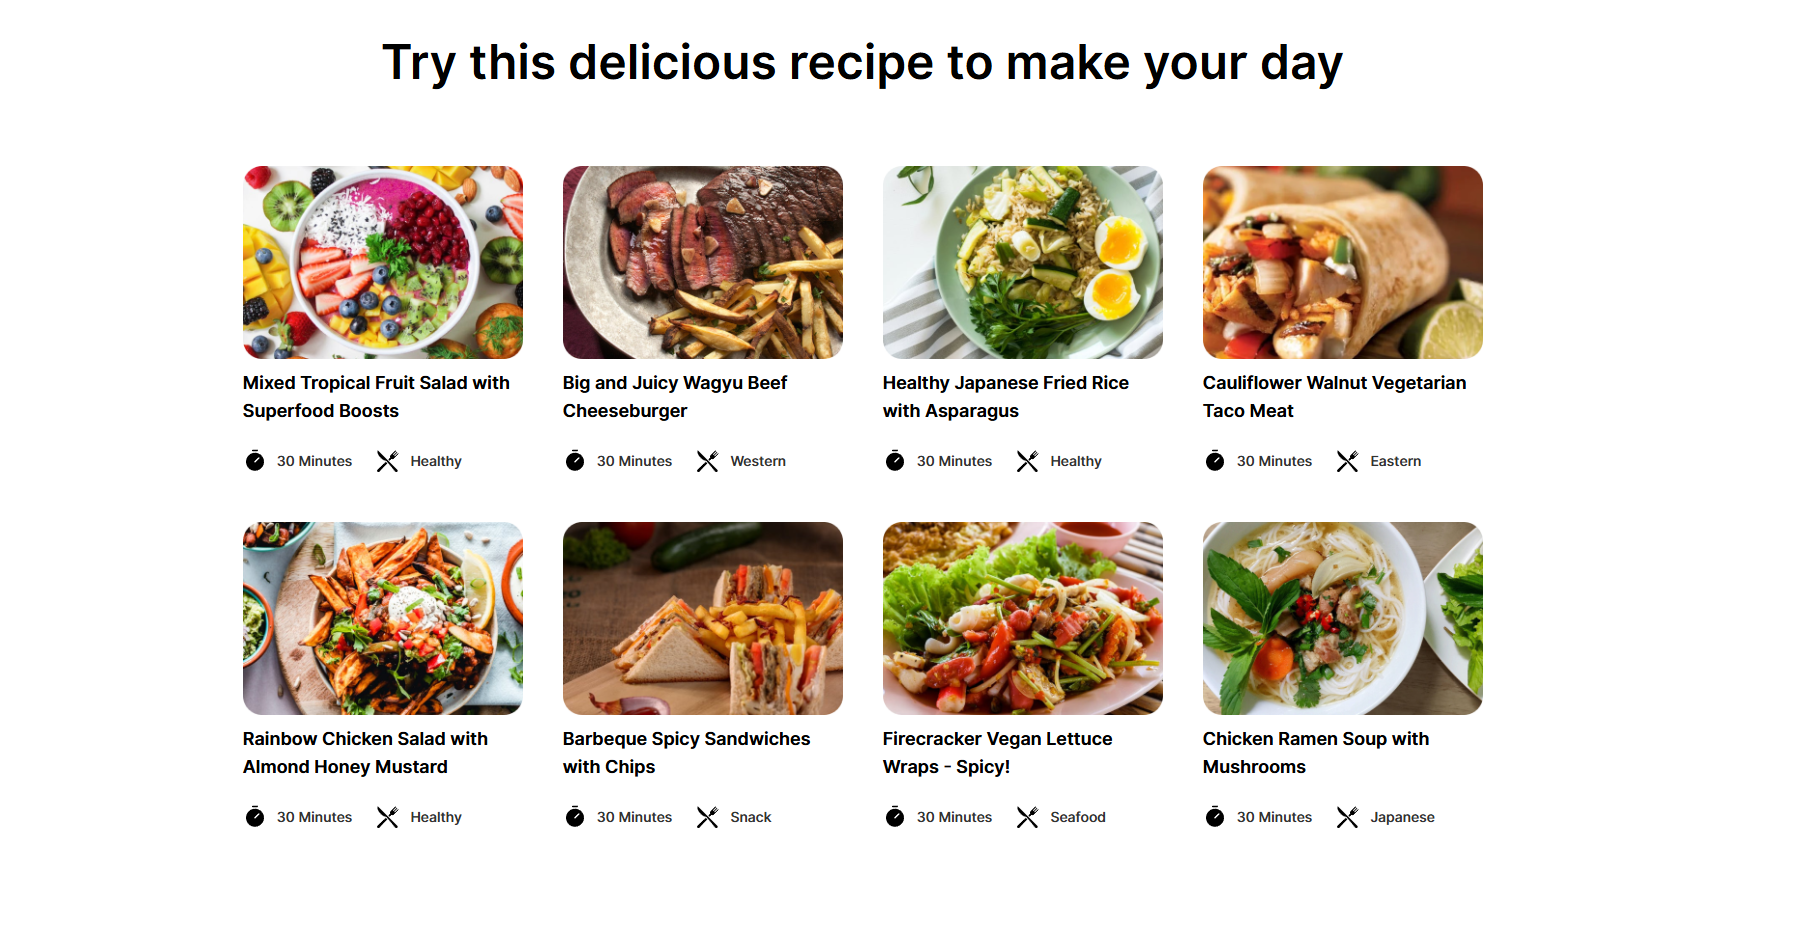 Try this delicious recipe to make your day
Mixed Tropical Fruit Salad with
Superfood Boosts
30 Minutes Healthy
Big and Juicy Wagyu Beef
Cheeseburger
30 Minutes Western
Healthy Japanese Fried Rice
with Asparagus
30 Minutes Healthy
Cauliflower Walnut Vegetarian
Taco Meat
30 Minutes Eastern
Rainbow Chicken Salad with
Almond Honey Mustard
30 Minutes Healthy
Barbeque Spicy Sandwiches
with Chips
30 Minutes Snack
Firecracker Vegan Lettuce
Wraps - Spicy!
30 Minutes Seafood
Chicken Ramen Soup with
Mushrooms
30 Minutes Japanese